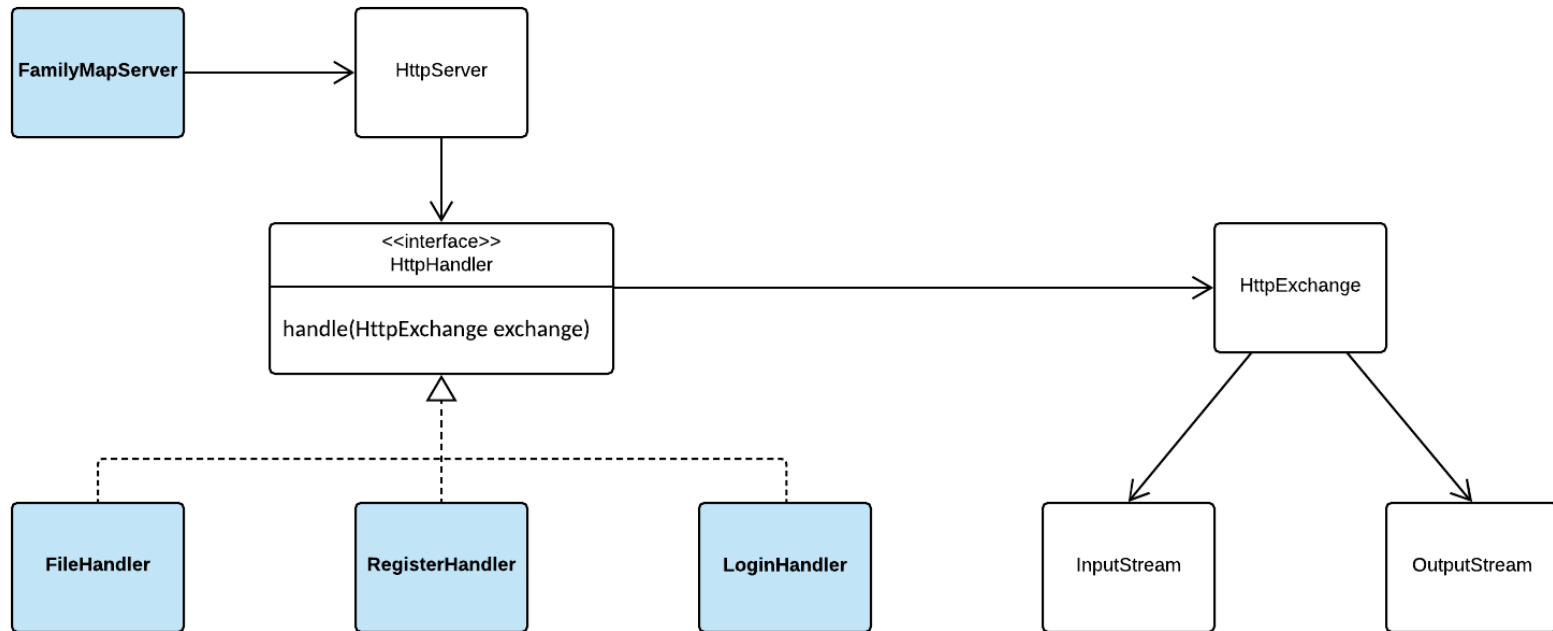 FamilyMapServer
HttpServer
<<interface>>
HttpHandler
handle(HttpExchange exchange)
HttpExchange
FileHandler
RegisterHandler
LoginHandler
InputStream
OutputStream